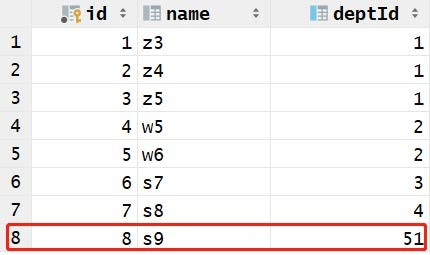 id name deptId
1 1 z3 1
2 2 z4 1
3 3 z5 1
4 4 w5 2
5 5 w6 2
6 6 s7 3
7 7 s8 4
8 8 s9 51